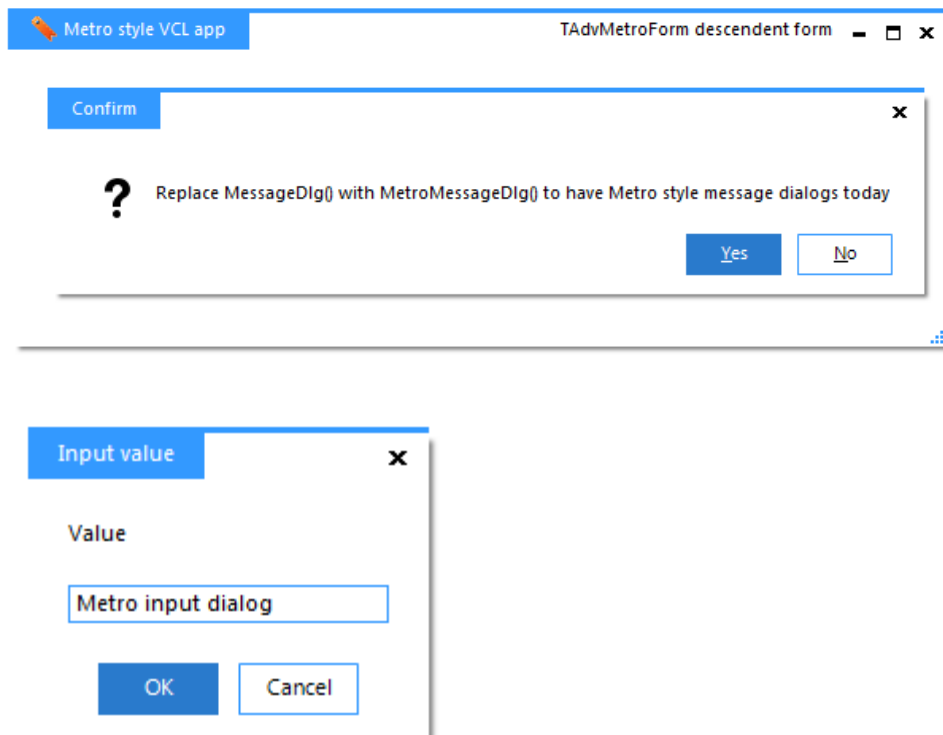 Metro style VCL app TAdvMetroForm descendent form
Confirm
Replace MessageDlg() with MetroMessageDlg() to have Metro style message dialogs today
Yes No
Input value
Value
Metro input dialog
OK Cancel